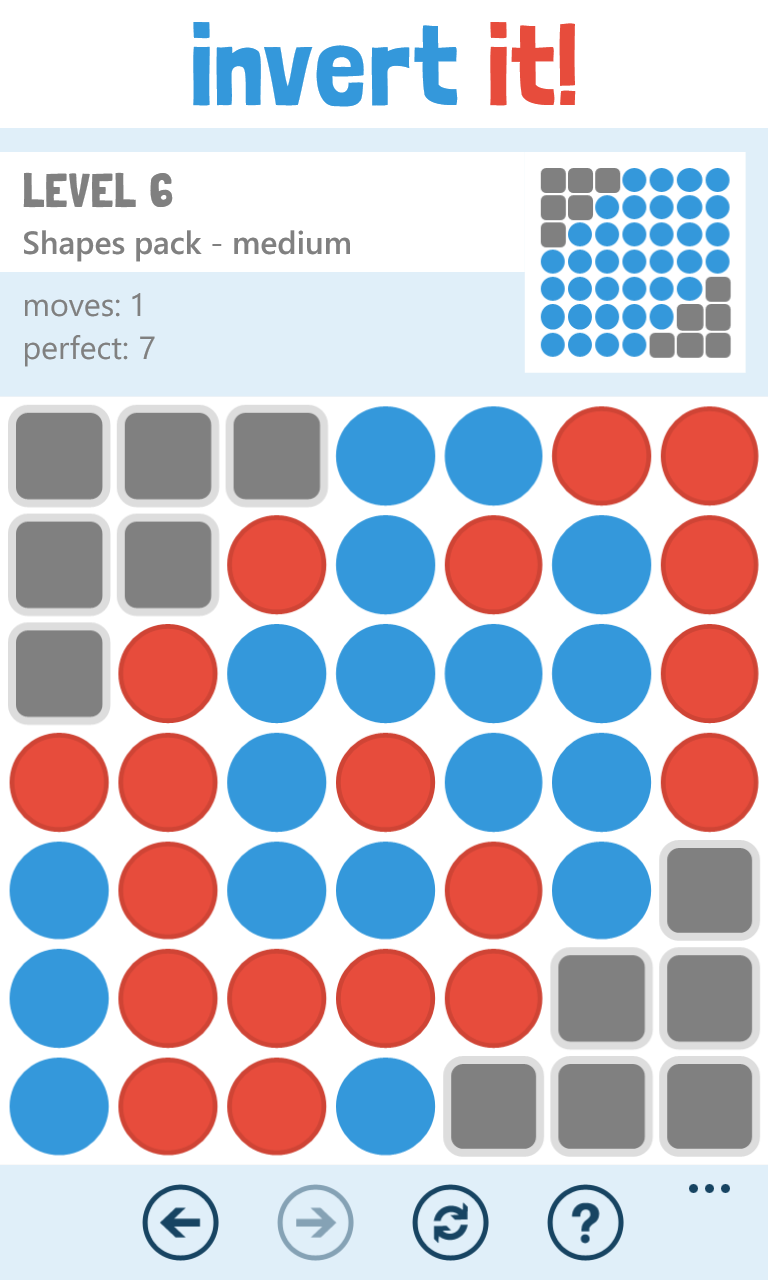 invert it!
LEVEL 6
Shapes pack - medium
moves: 1
perfect: 7
?